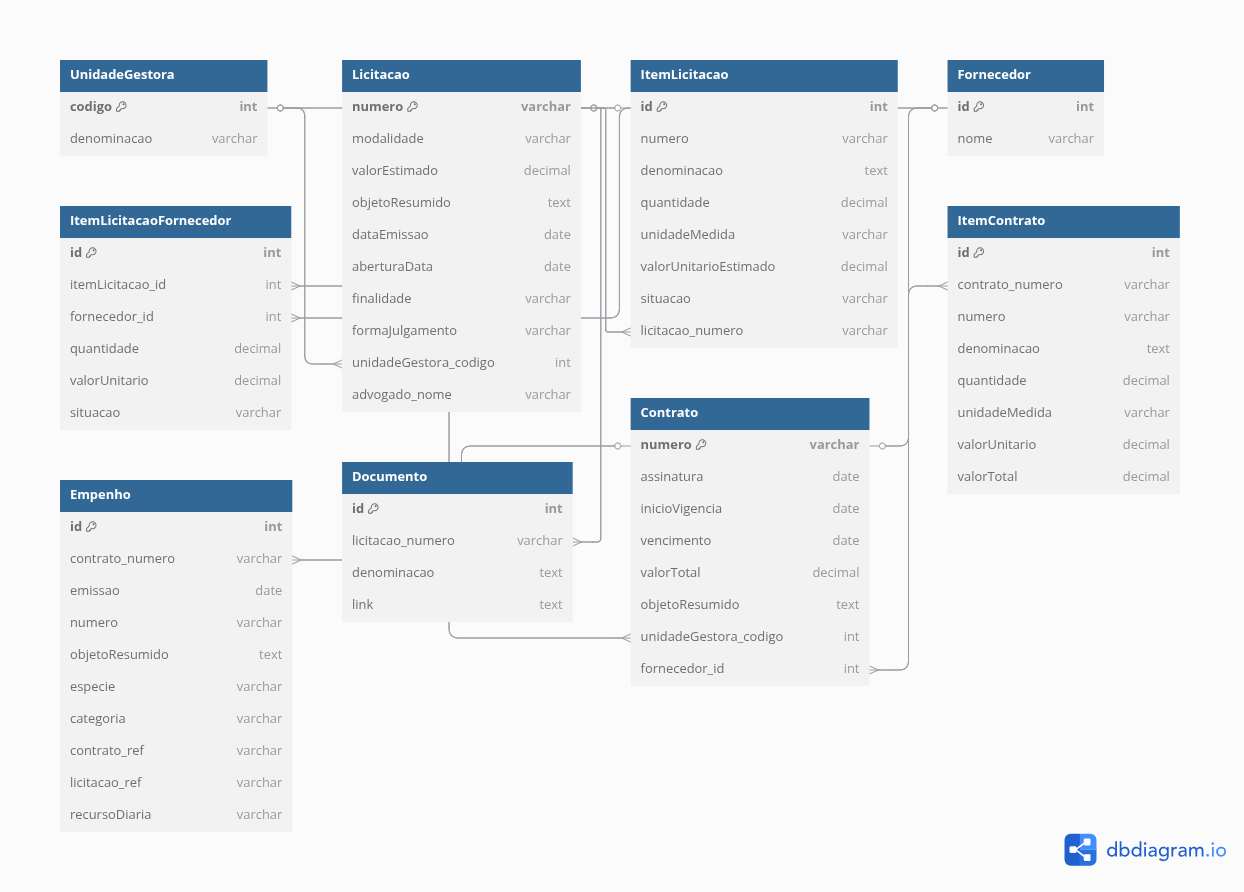 UnidadeGestora
codigo int
denominacao varchar
Licitacao
numero varchar
modalidade varchar
valorEstimado decimal
objetoResumido text
dataEmissao date
aberturaData date
finalidade varchar
formaJulgamento varchar
unidadeGestora_codigo int
advogado_nome varchar
ItemLicitacao
id int
numero varchar
denominacao text
quantidade decimal
unidadeMedida varchar
valorUnitarioEstimado decimal
situacao varchar
licitacao_numero varchar
Fornecedor
id int
nome varchar
ItemLicitacaoFornecedor
id int
itemLicitacao_id int
fornecedor_id int
quantidade decimal
valorUnitario decimal
situacao varchar
ItemContrato
id int
contrato_numero varchar
numero varchar
denominacao text
quantidade decimal
unidadeMedida varchar
valorUnitario decimal
valorTotal decimal
Contrato
numero varchar
assinatura date
inicioVigencia date
vencimento date
valorTotal decimal
objetoResumido text
unidadeGestora_codigo int
fornecedor_id int
Documento
id int
licitacao_numero varchar
denominacao text
link text
Empenho
id int
contrato_numero varchar
emissao date
numero varchar
objetoResumido text
especie varchar
categoria varchar
contrato_ref varchar
licitacao_ref varchar
recursoDiaria varchar
dbdiagram.io